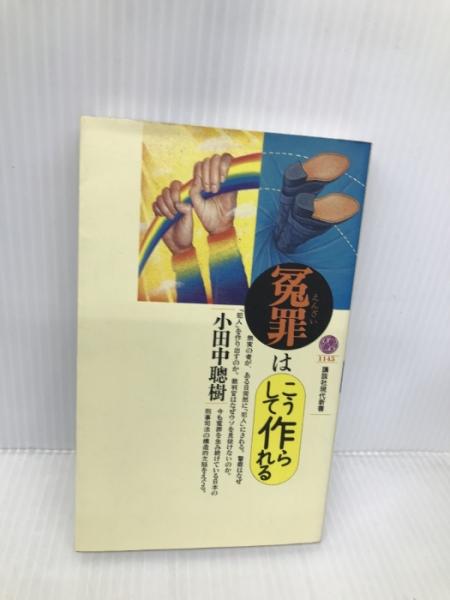 冤罪
えんざい
は
こう
して
作ら
れる
小田中聰樹
1145
講談社現代新書
無実の者が、ある日突然に“犯人”にされる。警察はなぜ
“犯人”を作り出すのか。裁判官はなぜウソを見抜けないのか。
今も冤罪を生み続けている日本の
刑事司法の構造的欠陥をえぐる。